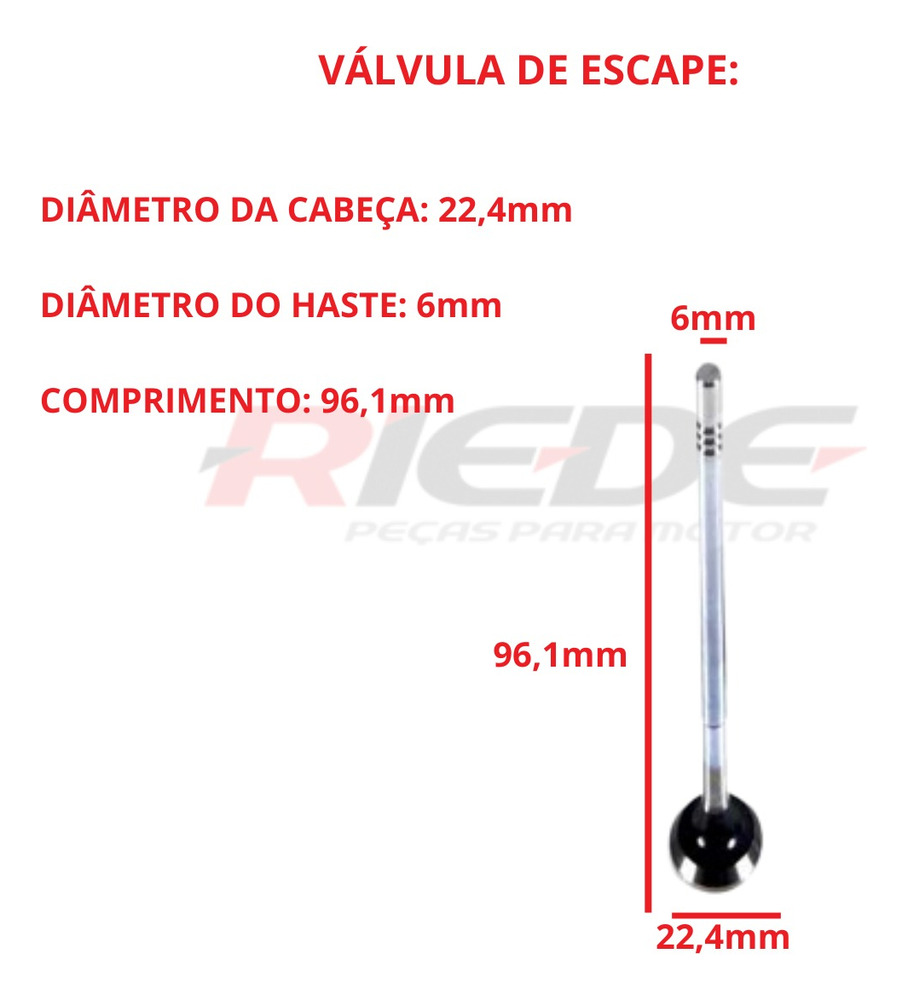 VÁLVULA DE ESCAPE:
DIÂMETRO DA CABEÇA: 22,4mm
DIÂMETRO DO HASTE: 6mm
6mm
COMPRIMENTO: 96,1mm
RIEDE
PEÇAS PARA MOTOR
96,1mm
22,4mm